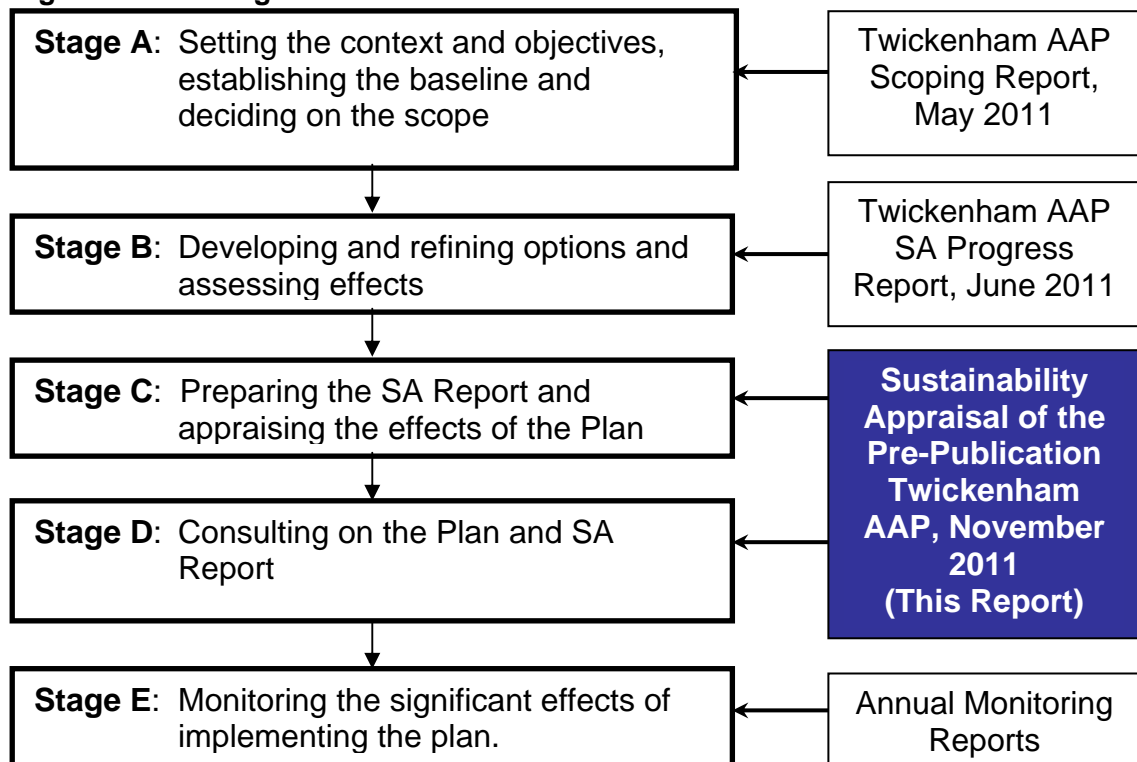 Stage A: Setting the context and objectives,
establishing the baseline and
deciding on the scope
Twickenham AAP
Scoping Report,
May 2011
Stage B: Developing and refining options and
assessing effects
Twickenham AAP
SA Progress
Report, June 2011
Stage C: Preparing the SA Report and
appraising the effects of the Plan
Sustainability
Appraisal of the
Pre-Publication
Twickenham
AAP, November
2011
(This Report)
Stage D: Consulting on the Plan and SA
Report
Stage E: Monitoring the significant effects of
implementing the plan.
Annual Monitoring
Reports